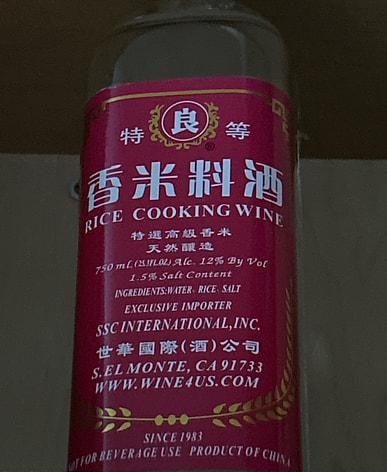 良
特 等
®
香米料酒
RICE COOKING WINE
特選高級香米
天然釀造
750 mL.(25.1FL.OZ) Alc. 12% By Vol
1.5% Salt Content
INGREDIENTS:WATER, RICE, SALT
EXCLUSIVE IMPORTER
SSC INTERNATIONAL, INC.
世華國際(酒)公司
S. EL MONTE, CA 91733
WWW.WINE4US.COM
SINCE 1983
NOT FOR BEVERAGE USE PRODUCT OF CHINA